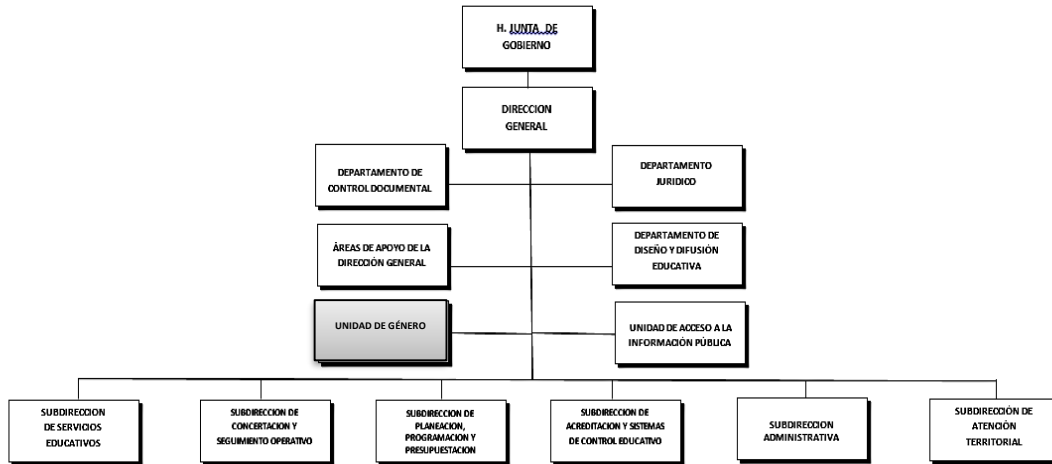 H. JUNTA DE
GOBIERNO
DIRECCION
GENERAL
DEPARTAMENTO DE
CONTROL DOCUMENTAL
DEPARTAMENTO
JURIDICO
ÁREAS DE APOYO DE LA
DIRECCIÓN GENERAL
DEPARTAMENTO DE
DISEÑO Y DIFUSIÓN
EDUCATIVA
UNIDAD DE GÉNERO
UNIDAD DE ACCESO A LA
INFORMACIÓN PÚBLICA
SUBDIRECCION
DE SERVICIOS
EDUCATIVOS
SUBDIRECCION DE
CONCERTACION Y
SEGUIMIENTO OPERATIVO
SUBDIRECCION DE
PLANEACION,
PROGRAMACION Y
PRESUPUESTACION
SUBDIRECCION DE
ACREDITACION Y SISTEMAS
DE CONTROL EDUCATIVO
SUBDIRECCION
ADMINISTRATIVA
SUBDIRECCIÓN DE
ATENCIÓN
TERRITORIAL